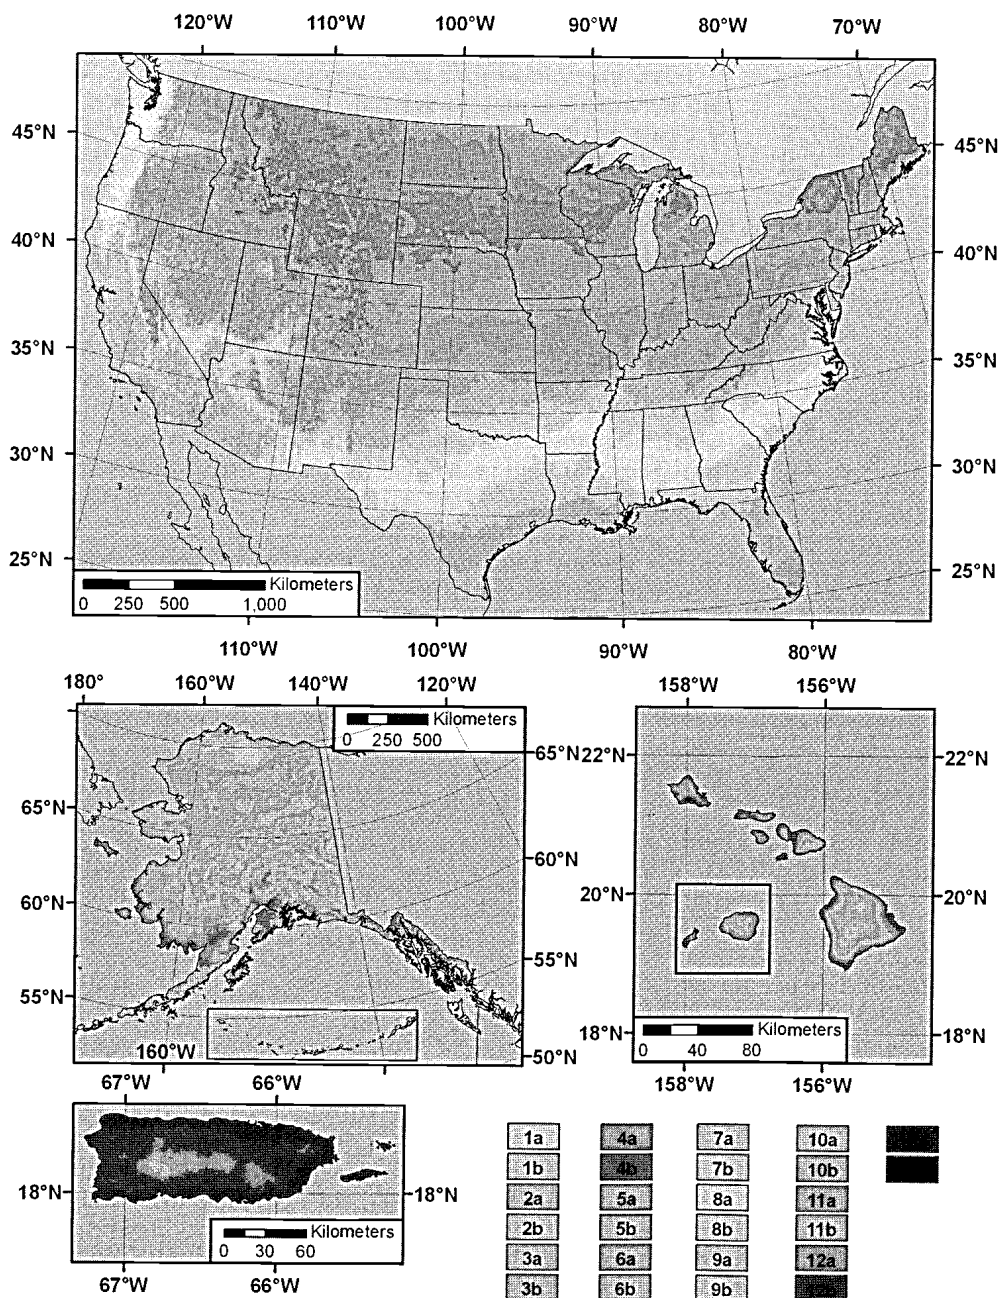 120°W 110°W 100°W 90°W 80°W 70°W
45°N 45°N
40°N 40°N
35°N 35°N
30°N 30°N
25°N 25°N
Kilometers
0 250 500 1,000
110°W 100°W 90°W 80°W
180° 160°W 140°W 120°W
Kilometers
0 250 500
65°N
65°N
60°N
60°N
55°N
55°N
50°N
160°W
158°W 156°W
22°N 22°N
20°N 20°N
18°N 18°N
Kilometers
0 40 80
158°W 156°W
67°W 66°W
18°N 18°N
Kilometers
0 30 60
67°W 66°W
1a 4a 7a 10a
1b 4b 7b 10b
2a 5a 8a 11a
2b 5b 8b 11b
3a 6a 9a 12a
3b 6b 9b